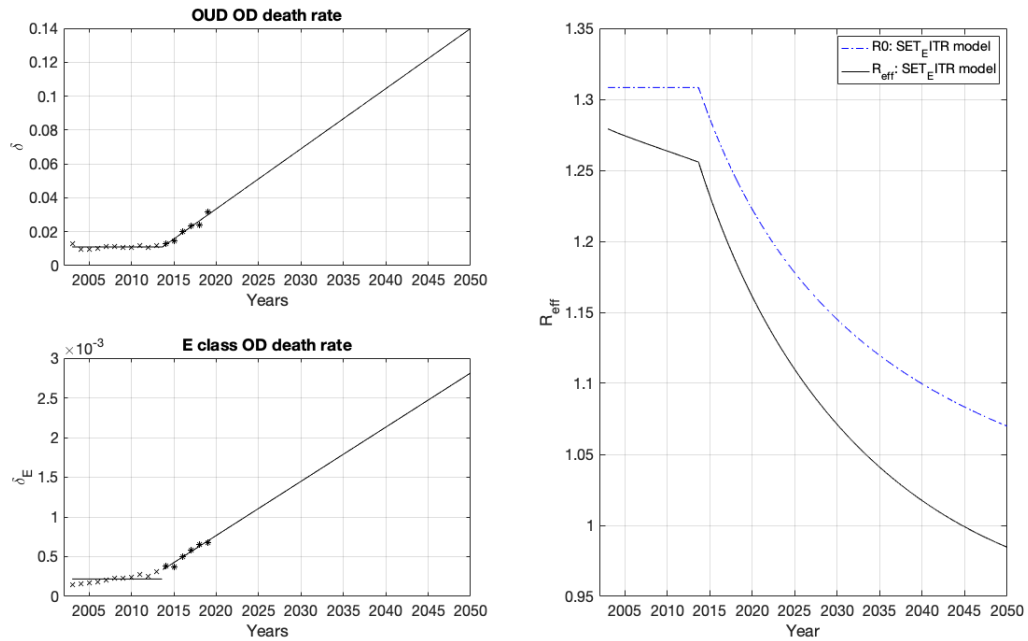 OUD OD death rate
0.14
0.12
0.1
0.08
0.06
0.04
0.02
0
δ
2005 2010 2015 2020 2025 2030 2035 2040 2045 2050
Years
E class OD death rate
×10⁻³
3
2.5
2
1.5
1
0.5
0
δ_E
2005 2010 2015 2020 2025 2030 2035 2040 2045 2050
Years
1.35
1.3
1.25
1.2
1.15
1.1
1.05
1
0.95
R_eff
R0: SET_EITR model
R_eff: SET_EITR model
2005 2010 2015 2020 2025 2030 2035 2040 2045 2050
Year